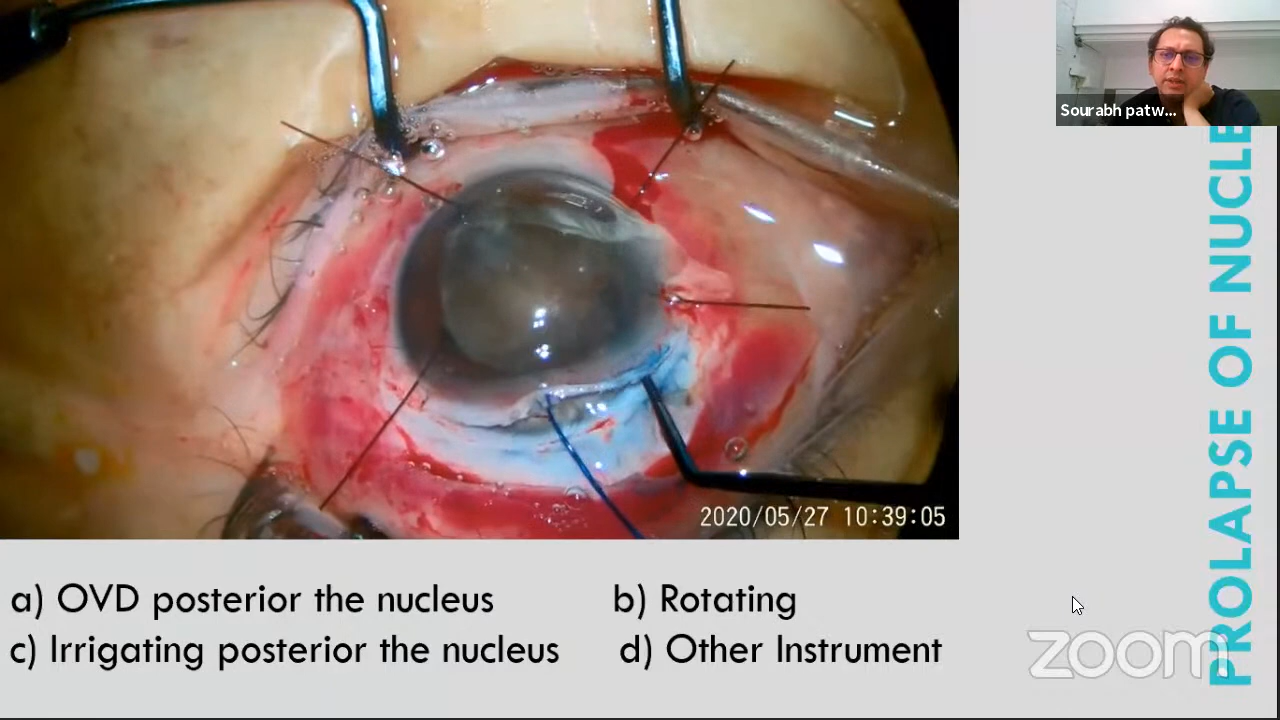 Sourabh patw...
PROLAPSE OF NUCLE
2020/05/27 10:39:05
a) OVD posterior the nucleus
b) Rotating
c) Irrigating posterior the nucleus
d) Other Instrument
zoom